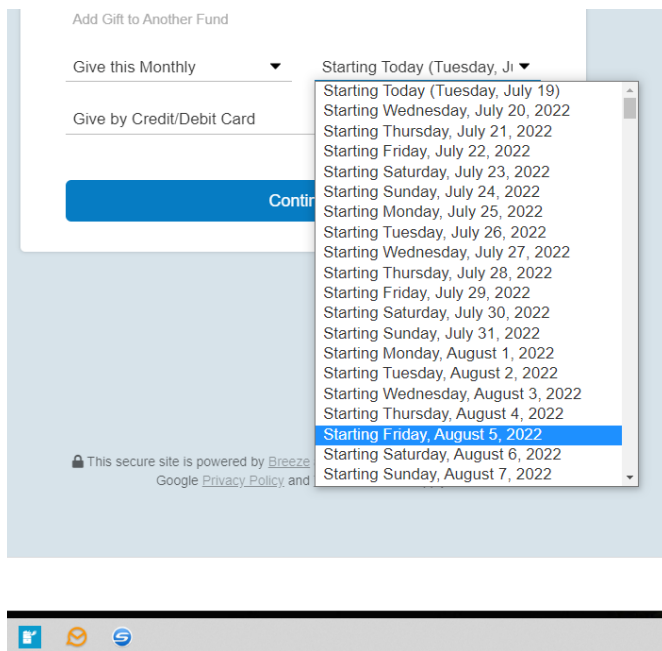 Add Gift to Another Fund
Give this Monthly
Starting Today (Tuesday, J
Give by Credit/Debit Card
Starting Today (Tuesday, July 19)
Starting Wednesday, July 20, 2022
Starting Thursday, July 21, 2022
Starting Friday, July 22, 2022
Starting Saturday, July 23, 2022
Starting Sunday, July 24, 2022
Starting Monday, July 25, 2022
Starting Tuesday, July 26, 2022
Starting Wednesday, July 27, 2022
Starting Thursday, July 28, 2022
Starting Friday, July 29, 2022
Starting Saturday, July 30, 2022
Starting Sunday, July 31, 2022
Starting Monday, August 1, 2022
Starting Tuesday, August 2, 2022
Starting Wednesday, August 3, 2022
Starting Thursday, August 4, 2022
Starting Friday, August 5, 2022
Starting Saturday, August 6, 2022
Starting Sunday, August 7, 2022
Contin
This secure site is powered by Breeze
Google Privacy Policy and